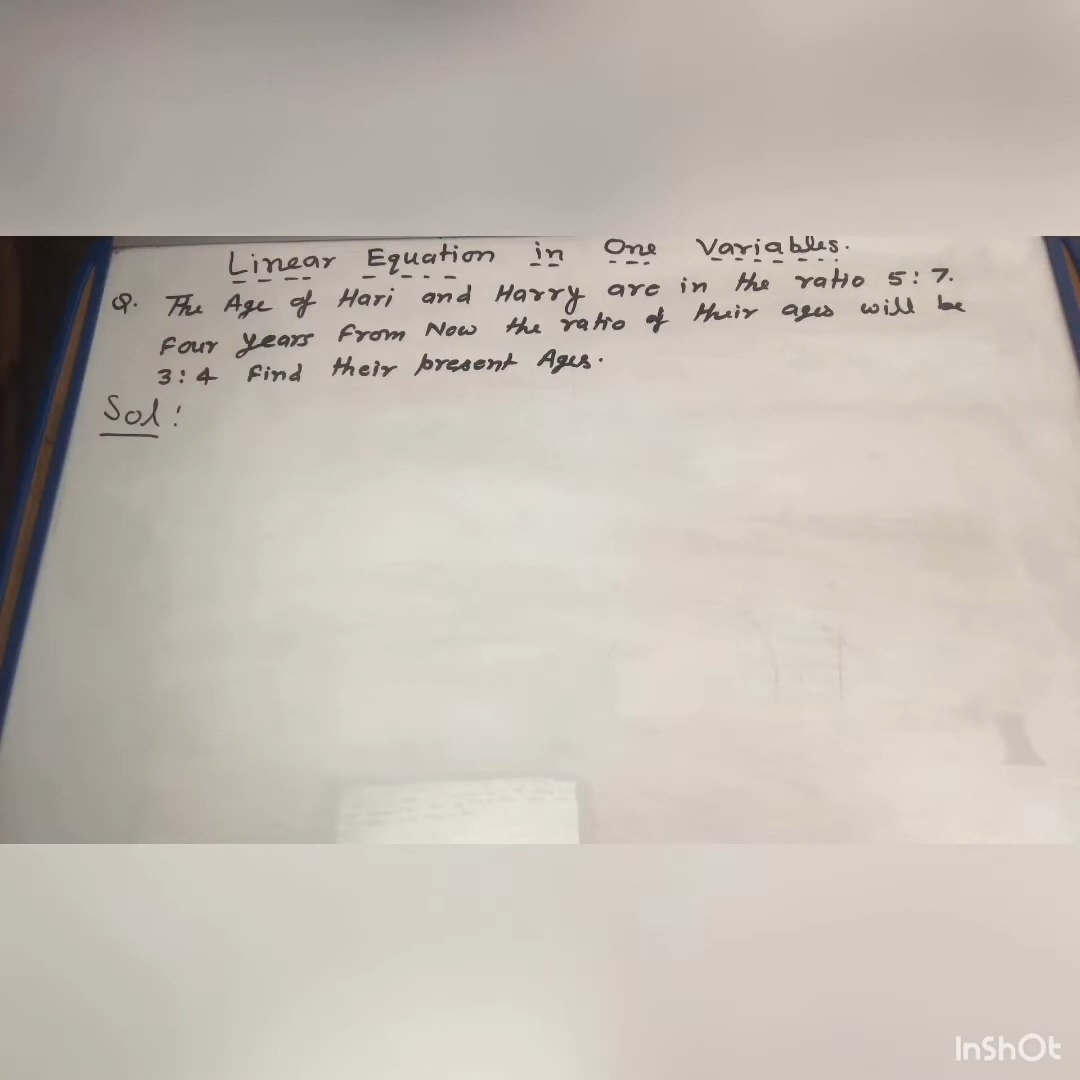 Linear Equation in One Variables.
Q. The Age of Hari and Harry are in the ratio 5:7.
Four years From Now the ratio of their ages will be
3:4 Find their present Ages.
Sol:
InShOt